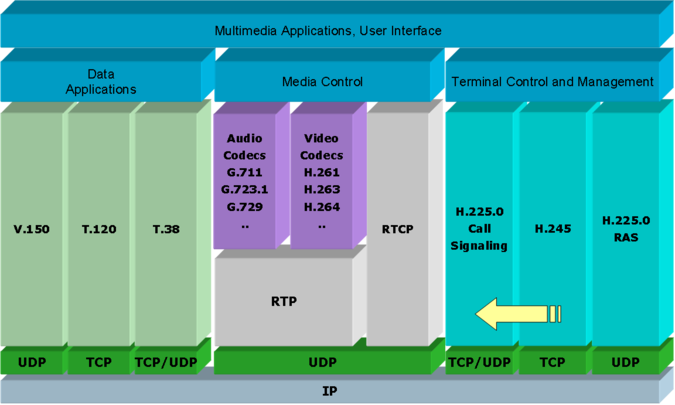 Multimedia Applications, User Interface
Data
Applications
Media Control
Terminal Control and Management
Audio
Codecs
G.711
G.723.1
G.729
..
Video
Codecs
H.261
H.263
H.264
..
V.150
T.120
T.38
RTCP
H.225.0
Call
Signaling
H.245
H.225.0
RAS
RTP
UDP
TCP
TCP/UDP
UDP
TCP/UDP
TCP
UDP
IP